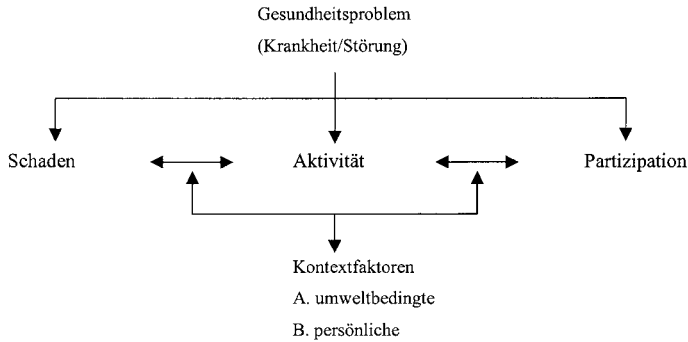 Gesundheitsproblem
(Krankheit/Störung)
Schaden Aktivität Partizipation
Kontextfaktoren
A. umweltbedingte
B. persönliche